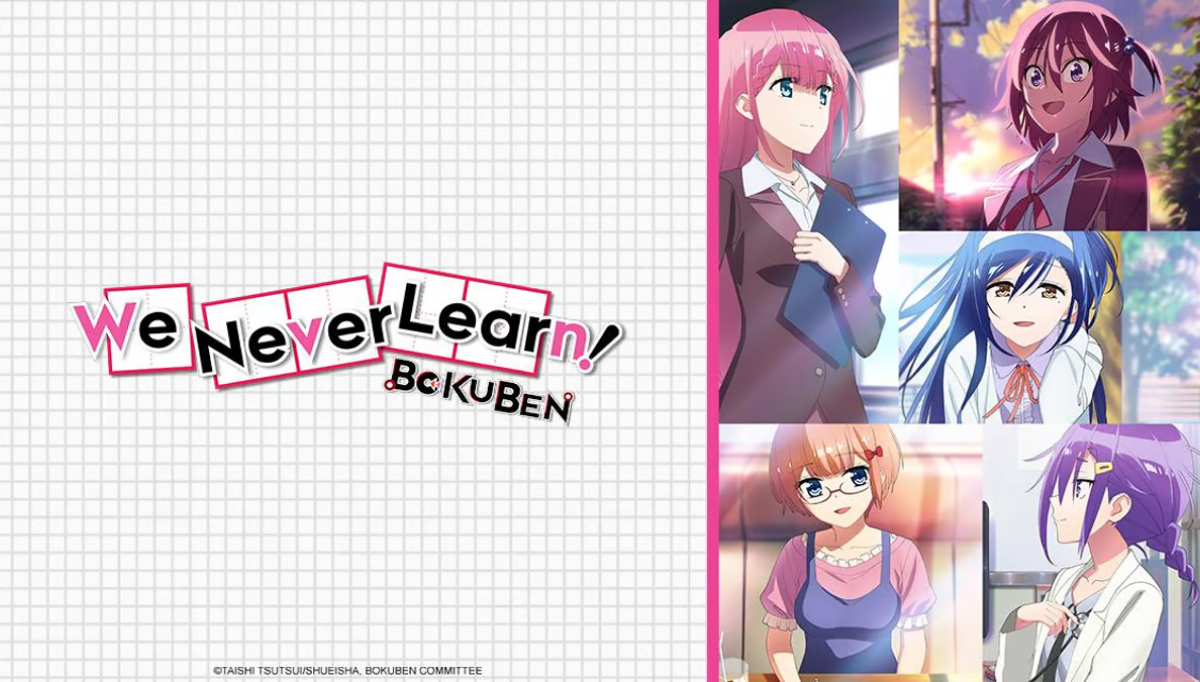 We Never Learn!
BOKUBEN
©TAISHI TSUTSUI/SHUEISHA, BOKUBEN COMMITTEE